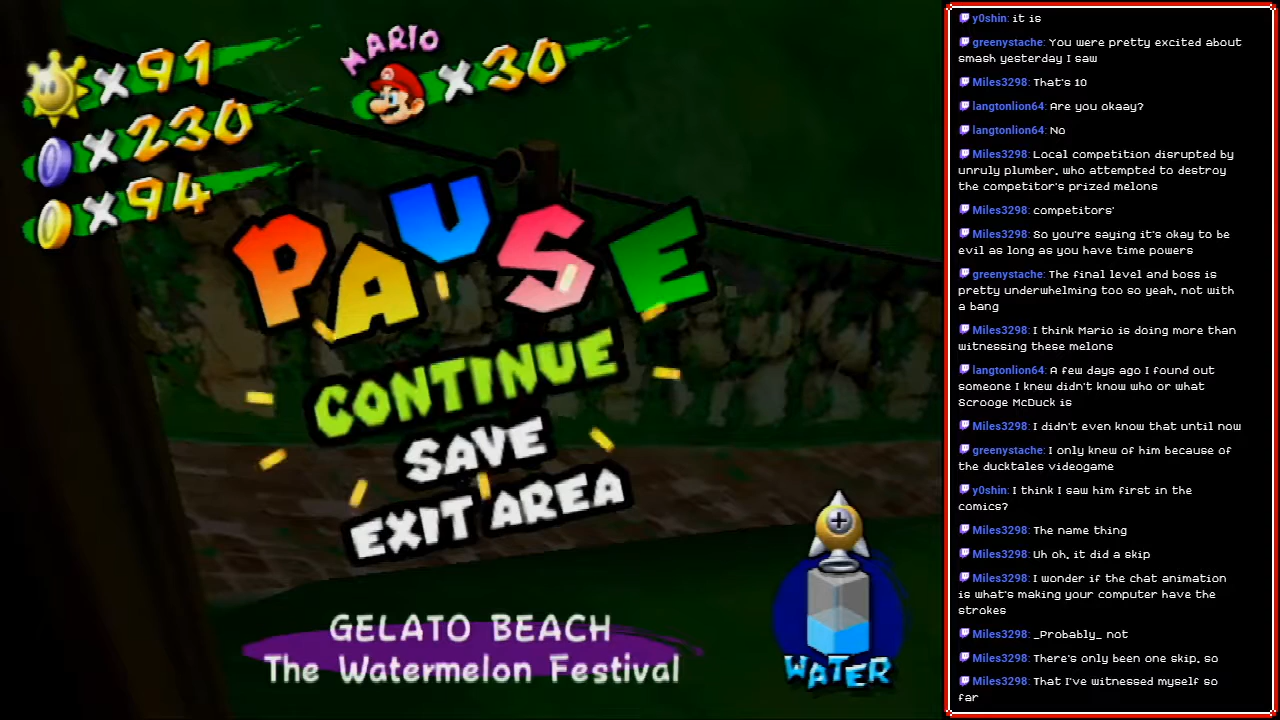 x91
x230
x94
MARIO
x30
PAUSE
CONTINUE
SAVE
EXIT AREA
GELATO BEACH
The Watermelon Festival
WATER
y0shin: it is
greenystache: You were pretty excited about
smash yesterday I saw
Miles3298: That's 10
langtonlion64: Are you okaay?
langtonlion64: No
Miles3298: Local competition disrupted by
unruly plumber, who attempted to destroy
the competitor's prized melons
Miles3298: competitors'
Miles3298: So you're saying it's okay to be
evil as long as you have time powers
greenystache: The final level and boss is
pretty underwhelming too so yeah, not with
a bang
Miles3298: I think Mario is doing more than
witnessing these melons
langtonlion64: A few days ago I found out
someone I knew didn't know who or what
Scrooge McDuck is
Miles3298: I didn't even know that until now
greenystache: I only knew of him because of
the ducktales videogame
y0shin: I think I saw him first in the
comics?
Miles3298: The name thing
Miles3298: Uh oh, it did a skip
Miles3298: I wonder if the chat animation
is what's making your computer have the
strokes
Miles3298: _Probably_ not
Miles3298: There's only been one skip, so
Miles3298: That I've witnessed myself so
far